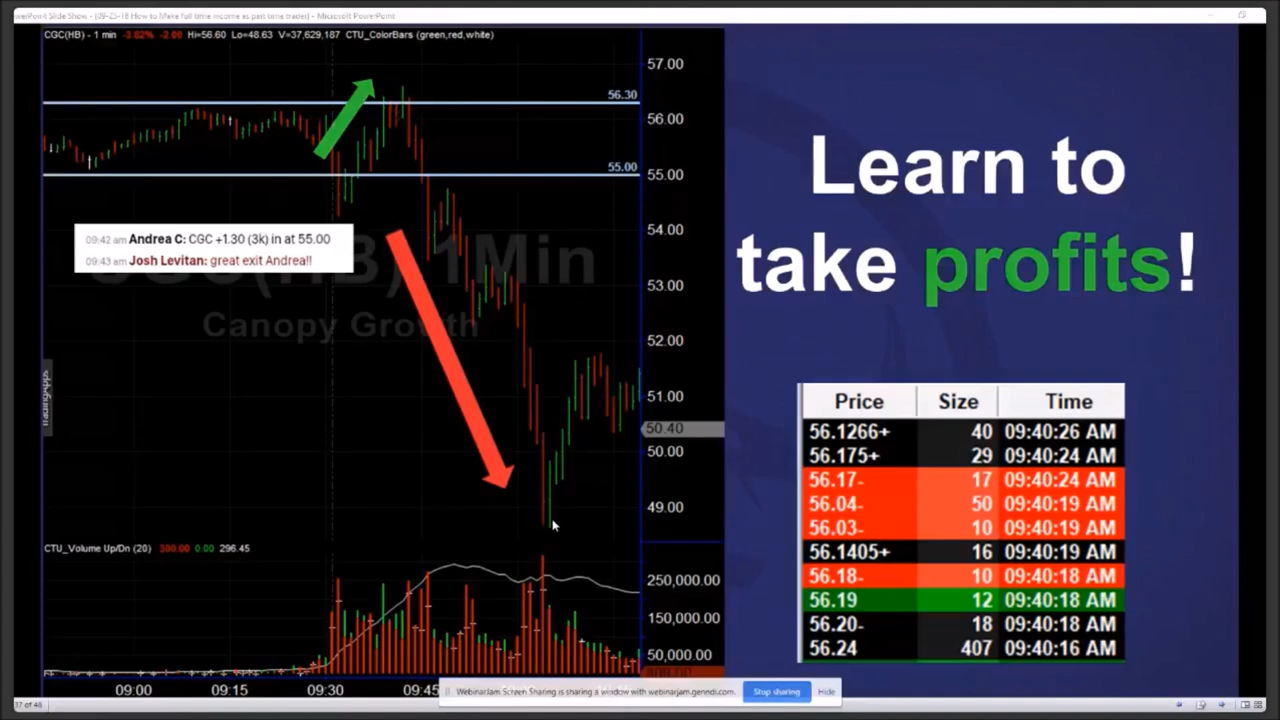 PowerPoint Slide Show - [09-25-18 How to Make full time income as part time trader] - Microsoft PowerPoint
CGC(HB) - 1 min -3.82% -2.00 Hi=56.60 Lo=48.63 V=37,629,187 CTU_ColorBars (green,red,white)
57.00
56.30
56.00
55.00
55.00
54.00
53.00
52.00
51.00
50.40
50.00
49.00
09:42 am Andrea C: CGC +1.30 (3k) in at 55.00
09:43 am Josh Levitan: great exit Andrea!!
CGC(HB) 1Min
Canopy Growth
TradingApps
CTU_Volume Up/Dn (20) 300.00 0.00 296.45
250,000.00
150,000.00
50,000.00
09:00 09:15 09:30 09:45
Learn to
take profits!
Price Size Time
56.1266+ 40 09:40:26 AM
56.175+ 29 09:40:24 AM
56.17- 17 09:40:24 AM
56.04- 50 09:40:19 AM
56.03- 10 09:40:19 AM
56.1405+ 16 09:40:19 AM
56.18- 10 09:40:18 AM
56.19 12 09:40:18 AM
56.20- 18 09:40:18 AM
56.24 407 09:40:16 AM
WebinarJam Screen Sharing is sharing a window with webinarjam.genndi.com. Stop sharing Hide
37 of 48